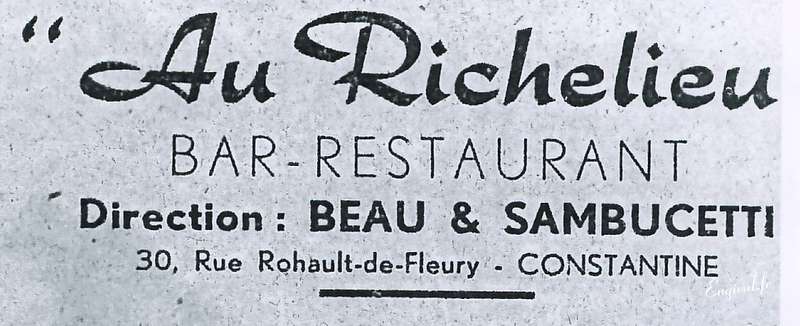 “Au Richelieu
BAR-RESTAURANT
Direction : BEAU & SAMBUCETTI
30, Rue Rohault-de-Fleury - CONSTANTINE